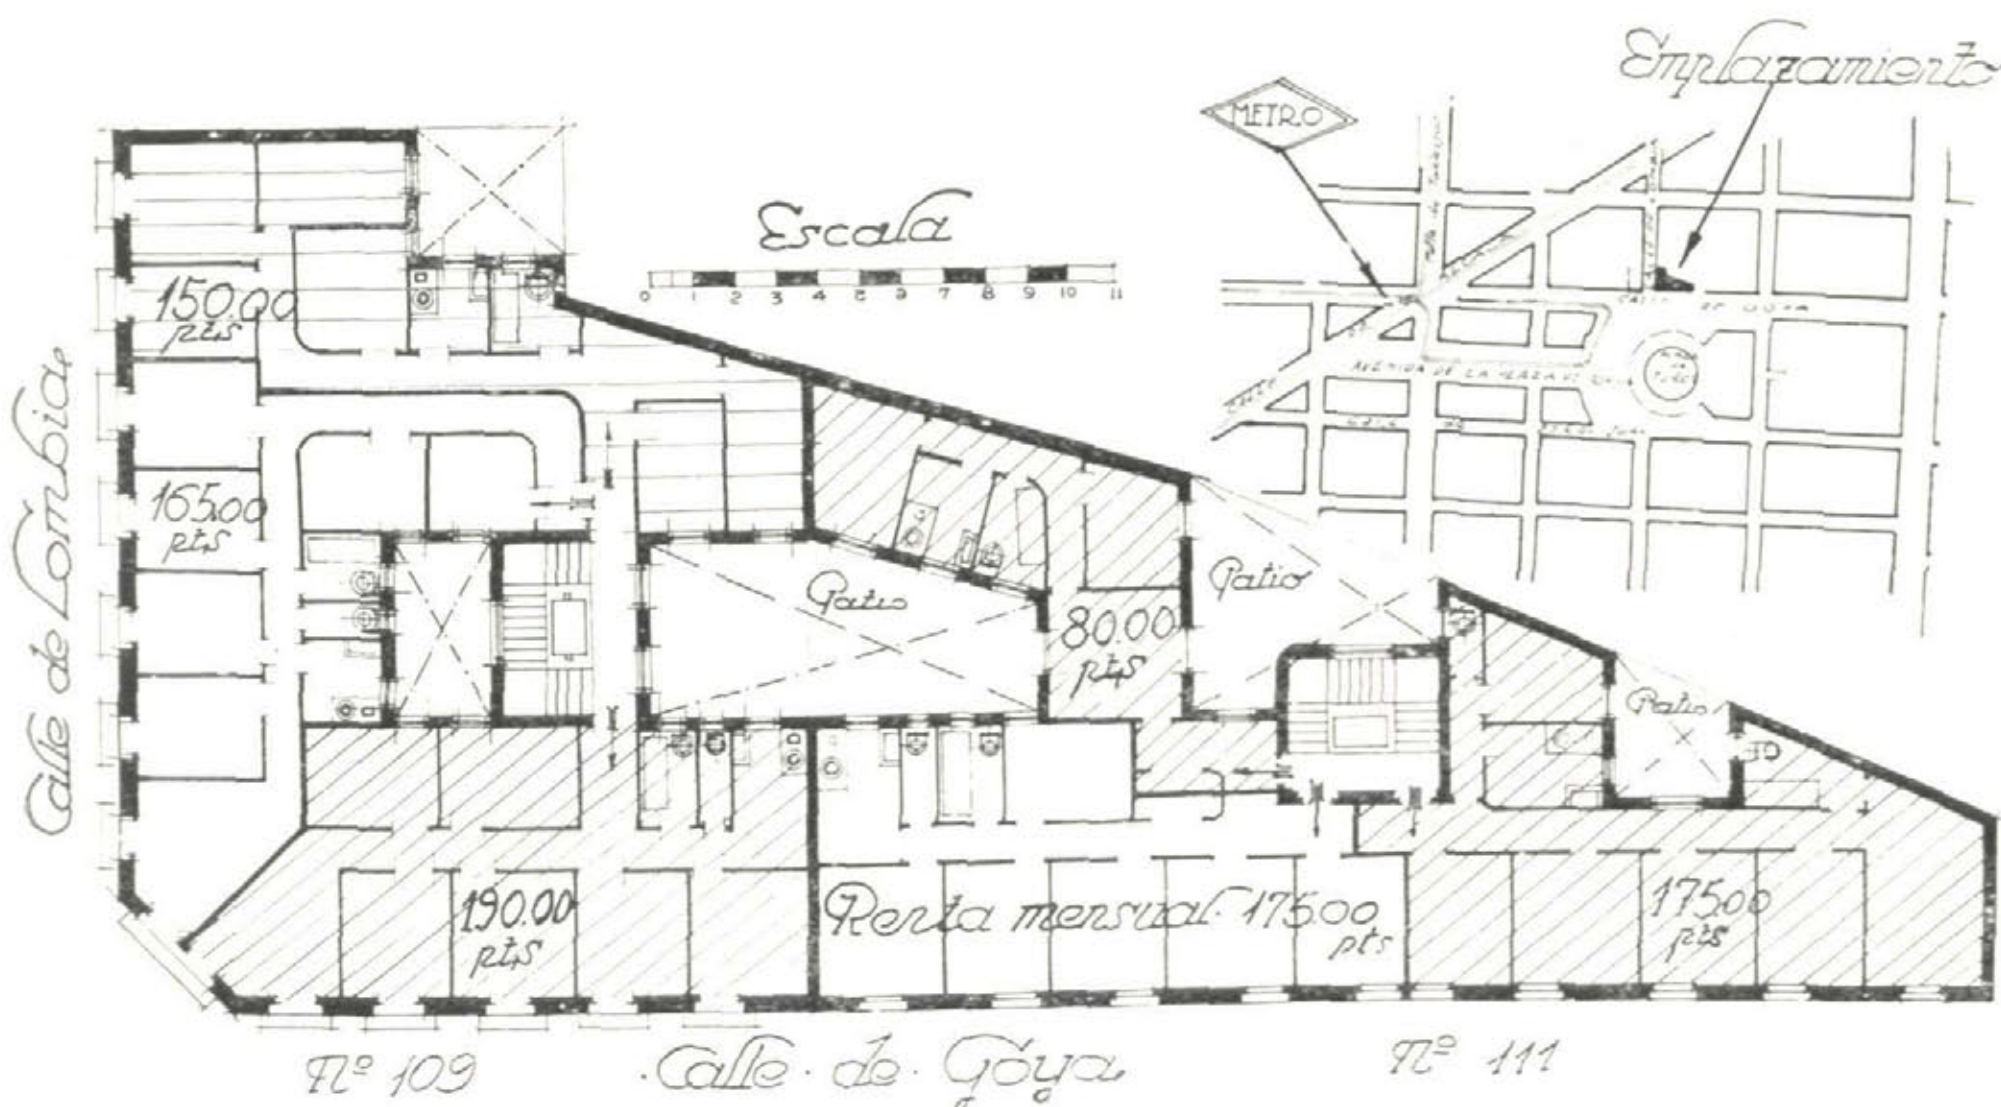 Emplazamiento
METRO
Escala
0 1 2 3 4 5 6 7 8 9 10 11
CALLE DE GOYA
AVENIDA DE LA PLAZA DE
CALLE
150.00
pts
Calle de Lombia
165.00
pts
Patio
Patio
80.00
pts
Patio
190.00
pts
Renta mensual 175.00
pts
175.00
pts
Nº 109
Calle de Goya
Nº 111